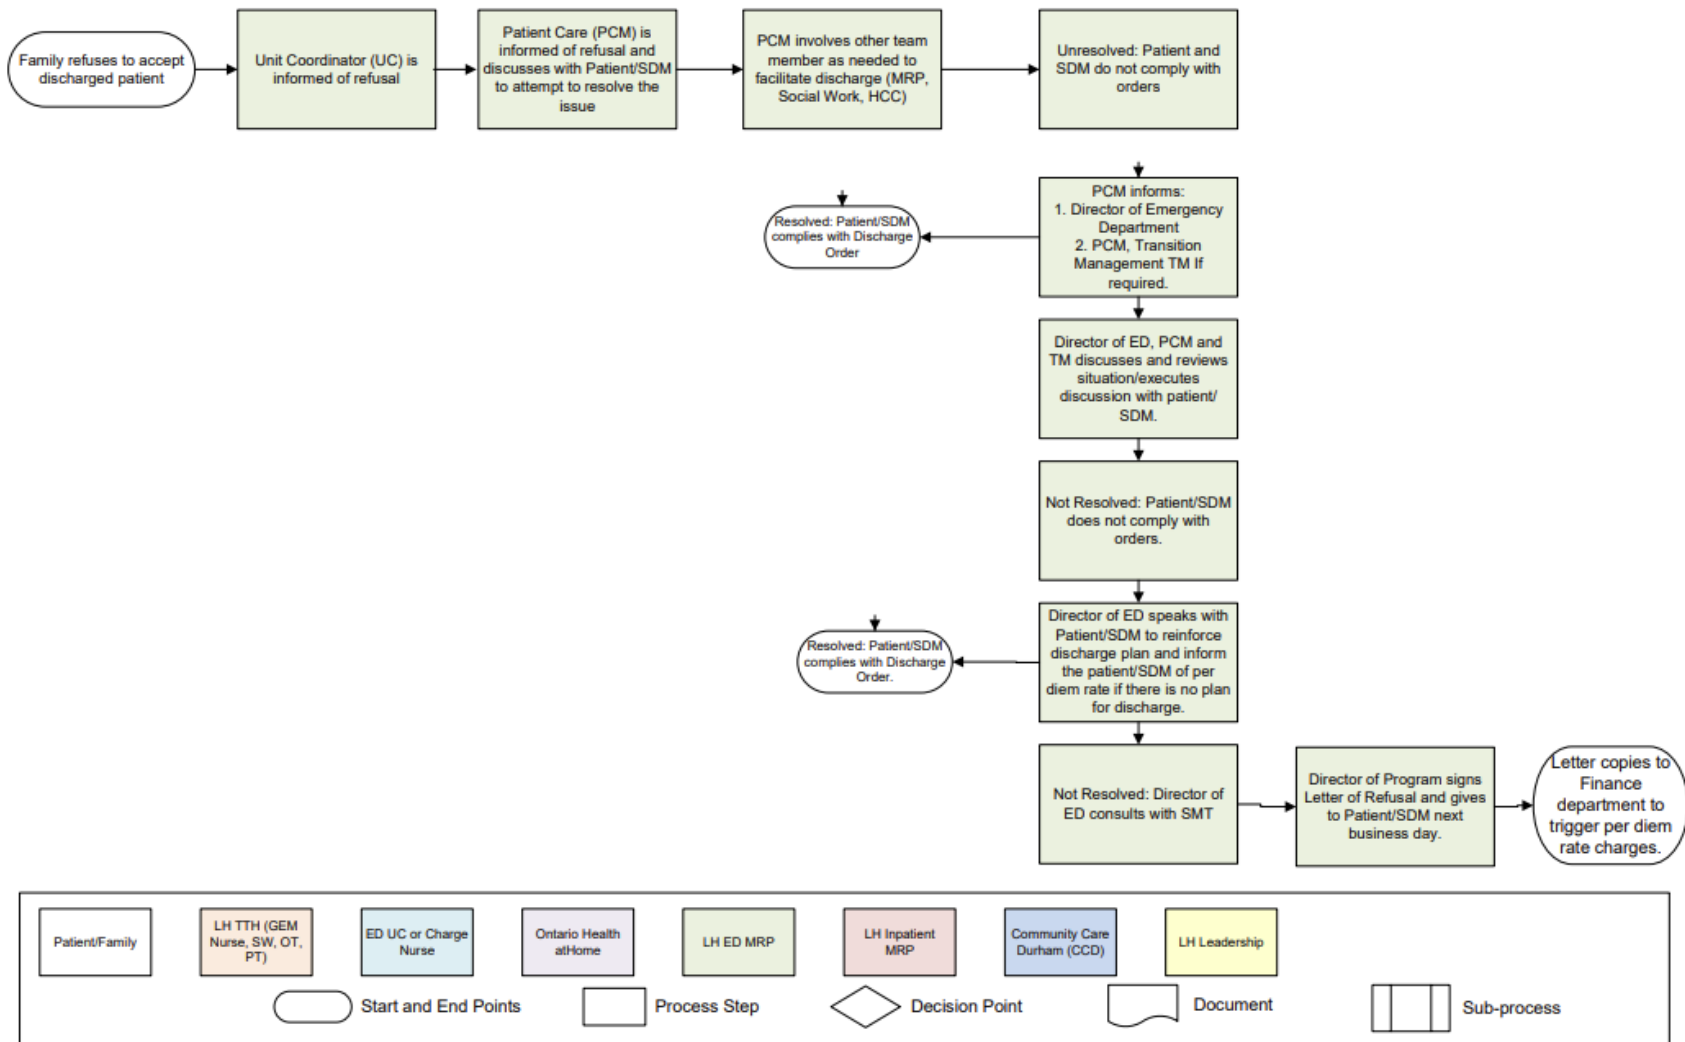 Family refuses to accept
discharged patient
Unit Coordinator (UC) is
informed of refusal
Patient Care (PCM) is
informed of refusal and
discusses with Patient/SDM
to attempt to resolve the
issue
PCM involves other team
member as needed to
facilitate discharge (MRP,
Social Work, HCC)
Unresolved: Patient and
SDM do not comply with
orders
PCM informs:
1. Director of Emergency
Department
2. PCM, Transition
Management TM If
required.
Resolved: Patient/SDM
complies with Discharge
Order
Director of ED, PCM and
TM discusses and reviews
situation/executes
discussion with patient/
SDM.
Not Resolved: Patient/SDM
does not comply with
orders.
Director of ED speaks with
Patient/SDM to reinforce
discharge plan and inform
the patient/SDM of per
diem rate if there is no plan
for discharge.
Resolved: Patient/SDM
complies with Discharge
Order.
Not Resolved: Director of
ED consults with SMT
Director of Program signs
Letter of Refusal and gives
to Patient/SDM next
business day.
Letter copies to
Finance
department to
trigger per diem
rate charges.
Patient/Family
LH TTH (GEM
Nurse, SW, OT,
PT)
ED UC or Charge
Nurse
Ontario Health
atHome
LH ED MRP
LH Inpatient
MRP
Community Care
Durham (CCD)
LH Leadership
Start and End Points
Process Step
Decision Point
Document
Sub-process